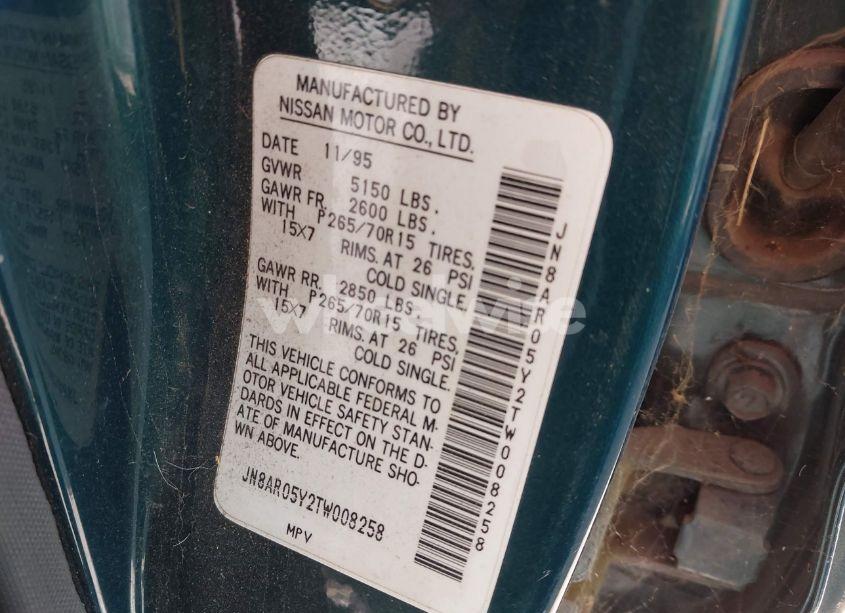 MANUFACTURED BY
NISSAN MOTOR CO., LTD.
DATE 11/95
GVWR 5150 LBS.
GAWR FR. 2600 LBS.
WITH P265/70R15 TIRES,
15X7 RIMS. AT 26 PSI
COLD SINGLE.
GAWR RR. 2850 LBS.
WITH P265/70R15 TIRES,
15X7 RIMS. AT 26 PSI
COLD SINGLE.
THIS VEHICLE CONFORMS TO
ALL APPLICABLE FEDERAL M-
OTOR VEHICLE SAFETY STAN-
DARDS IN EFFECT ON THE D-
ATE OF MANUFACTURE SHO-
WN ABOVE.
JN8AR05Y2TW008258
MPV
JN8AR05Y2TW008258